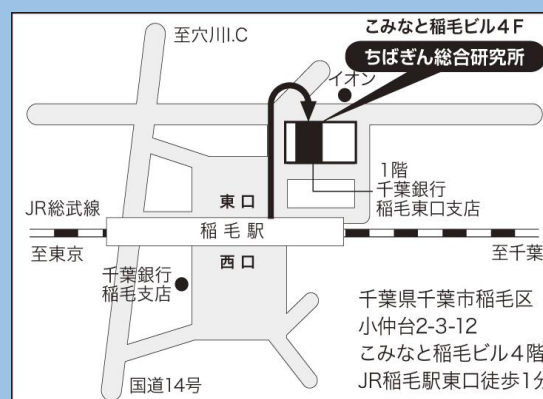 こみなと稲毛ビル4F
ちばぎん総合研究所
至穴川I.C
イオン
1階
千葉銀行
稲毛東口支店
東口
JR総武線
稲毛駅
至東京
至千葉
西口
千葉銀行
稲毛支店
千葉県千葉市稲毛区
小仲台2-3-12
こみなと稲毛ビル4階
JR稲毛駅東口徒歩1分
国道14号